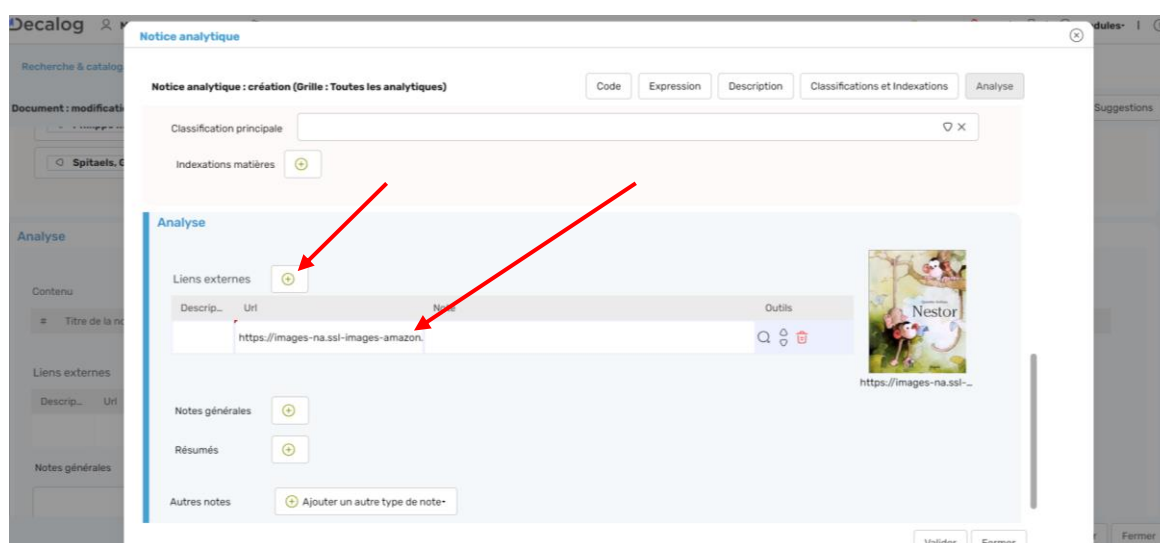 Decalog
Notice analytique
dules-
Recherche & catalog
Notice analytique : création (Grille : Toutes les analytiques)
Code
Expression
Description
Classifications et Indexations
Analyse
Document : modificati
Suggestions
Classification principale
Spitaels, G
Indexations matières
Analyse
Analyse
Liens externes
Contenu
Descrip...
Url
Note
Outils
# Titre de la no
https://images-na.ssl-images-amazon.
Nestor
Liens externes
https://images-na.ssl-...
Descrip...
Url
Notes générales
Résumés
Notes générales
Autres notes
Ajouter un autre type de note-
Valider
Fermer
Fermer